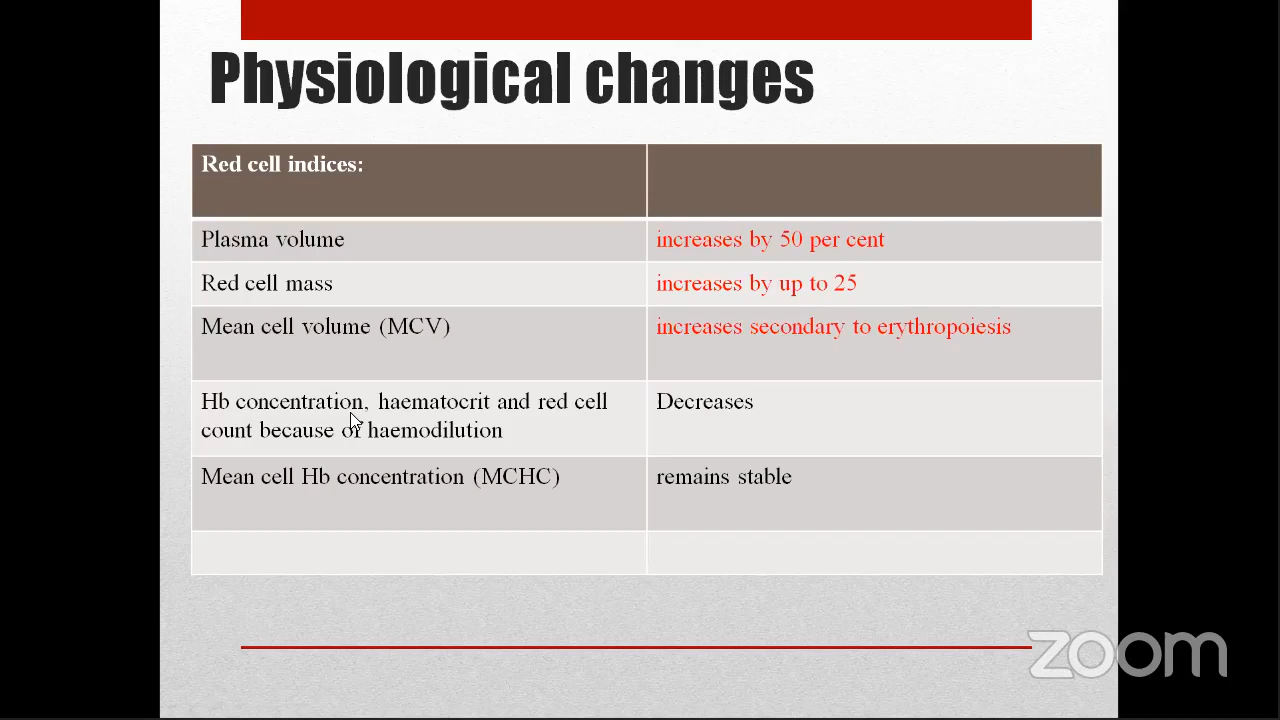 Physiological changes
Red cell indices:
Plasma volume
increases by 50 per cent
Red cell mass
increases by up to 25
Mean cell volume (MCV)
increases secondary to erythropoiesis
Hb concentration, haematocrit and red cell
count because of haemodilution
Decreases
Mean cell Hb concentration (MCHC)
remains stable
zoom